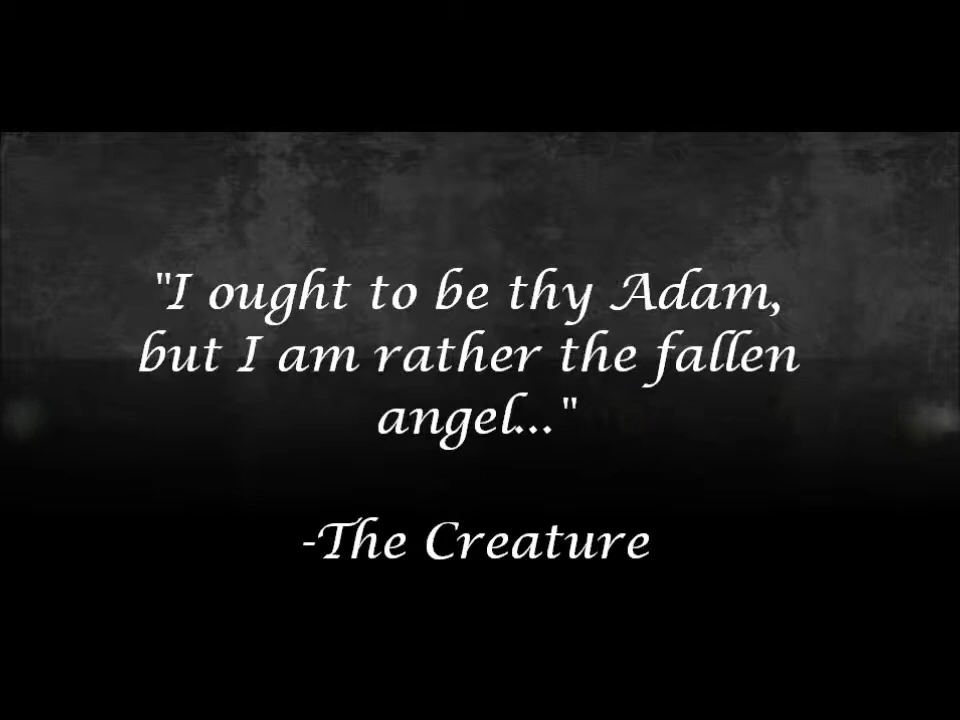 "I ought to be thy Adam,
but I am rather the fallen
angel..."
-The Creature